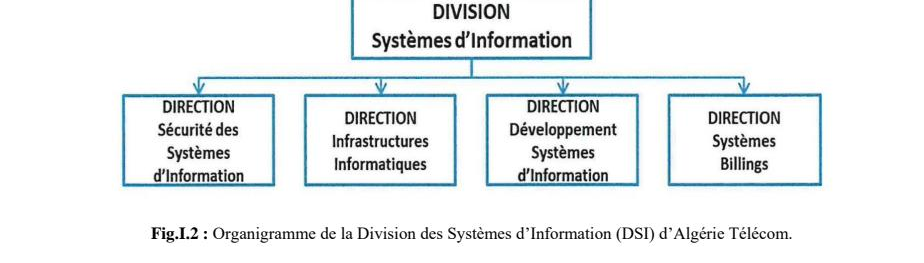 DIVISION
Systèmes d’Information
DIRECTION
Sécurité des
Systèmes
d’Information
DIRECTION
Infrastructures
Informatiques
DIRECTION
Développement
Systèmes
d’Information
DIRECTION
Systèmes
Billings
Fig.I.2 : Organigramme de la Division des Systèmes d’Information (DSI) d’Algérie Télécom.